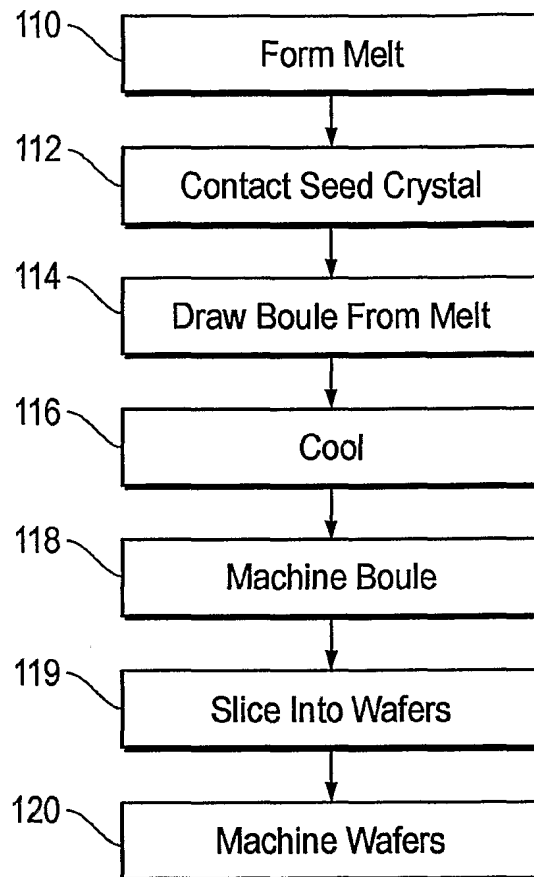 110
Form Melt
112
Contact Seed Crystal
114
Draw Boule From Melt
116
Cool
118
Machine Boule
119
Slice Into Wafers
120
Machine Wafers